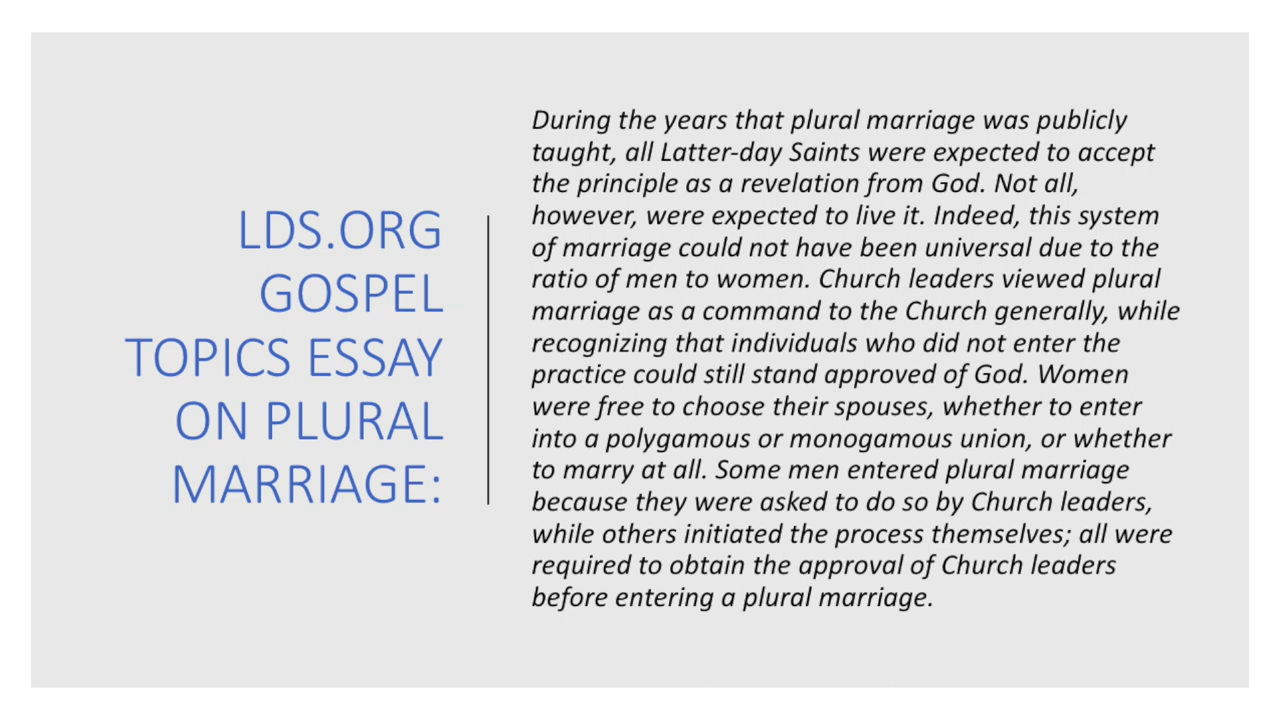 LDS.ORG
GOSPEL
TOPICS ESSAY
ON PLURAL
MARRIAGE:
During the years that plural marriage was publicly
taught, all Latter-day Saints were expected to accept
the principle as a revelation from God. Not all,
however, were expected to live it. Indeed, this system
of marriage could not have been universal due to the
ratio of men to women. Church leaders viewed plural
marriage as a command to the Church generally, while
recognizing that individuals who did not enter the
practice could still stand approved of God. Women
were free to choose their spouses, whether to enter
into a polygamous or monogamous union, or whether
to marry at all. Some men entered plural marriage
because they were asked to do so by Church leaders,
while others initiated the process themselves; all were
required to obtain the approval of Church leaders
before entering a plural marriage.